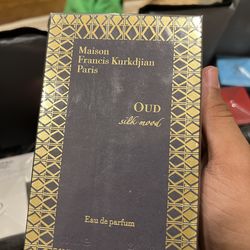 Maison
Francis Kurkdjian
Paris
OUD
silk mood
Eau de parfum